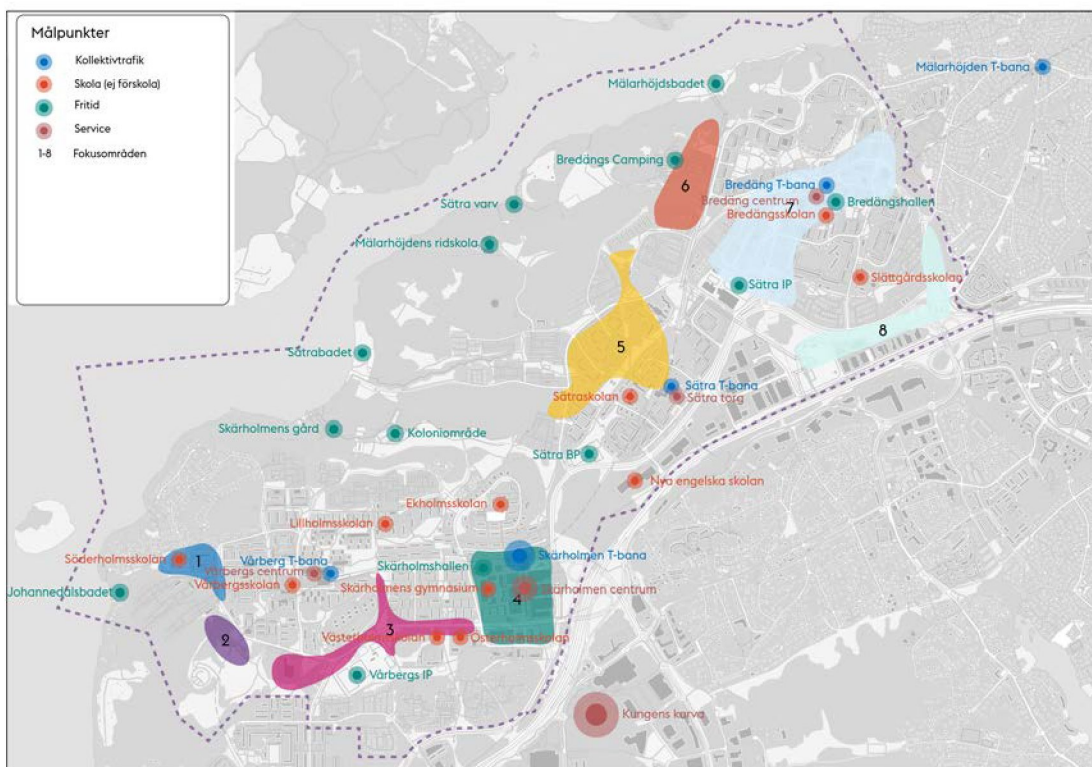 Målpunkter
Kollektivtrafik
Skola (ej förskola)
Fritid
Service
1-8 Fokusområden
Mälarhöjden T-bana
Mälarhöjdsbadet
Bredängs Camping
6
Bredäng T-bana
Bredäng centrum
7
Bredängshallen
Bredängsskolan
Sätra varv
Mälarhöjdens ridskola
Slättgårdsskolan
Sätra IP
8
5
Sätrabadet
Sätra T-bana
Sätraskolan
Sätra torg
Skärholmens gård
Koloniområde
Sätra BP
Nya engelska skolan
Ekholmsskolan
Lillholmsskolan
Söderholmsskolan
1
Vårberg T-bana
Skärholmen T-bana
Skärholmshallen
Vårbergs centrum
Vårbergsskolan
Skärholmens gymnasium
Skärholmen centrum
Johannedalsbadet
4
2
3
Västerholmsskolan
Österholmsskolan
Vårbergs IP
Kungens kurva